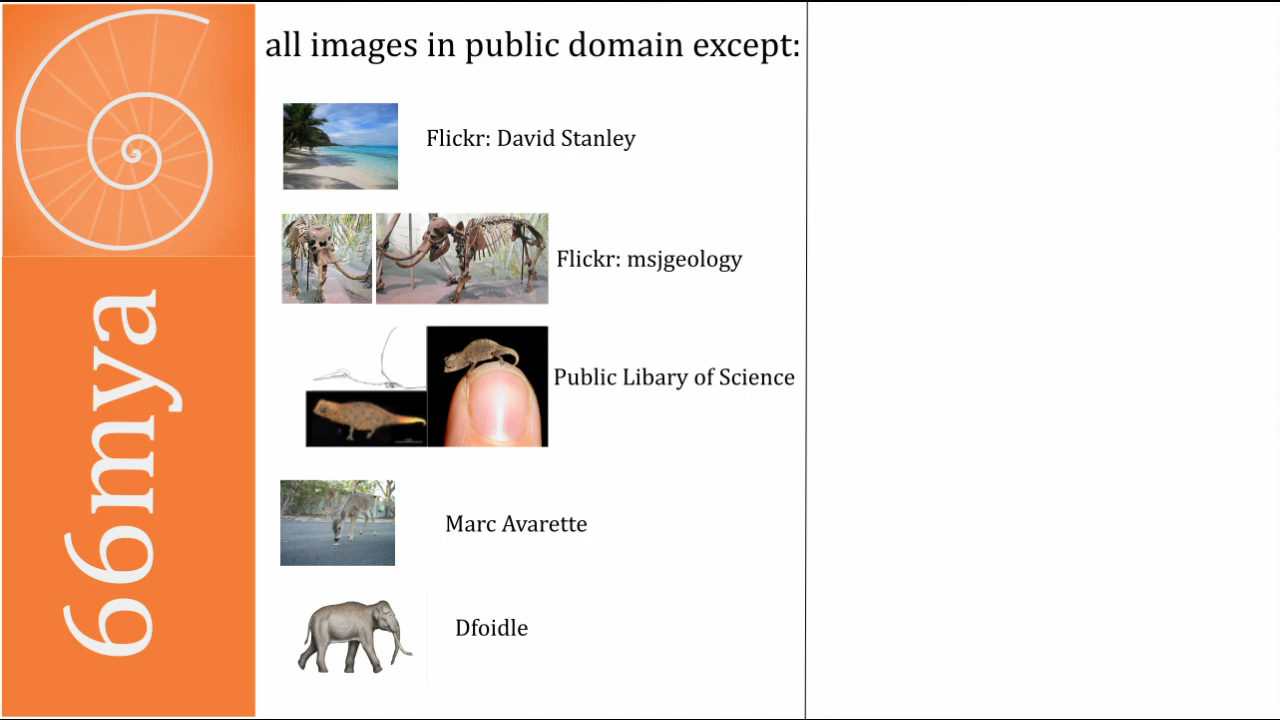 all images in public domain except:
Flickr: David Stanley
Flickr: msjgeology
Public Libary of Science
Marc Avarette
Dfoidle
66mya